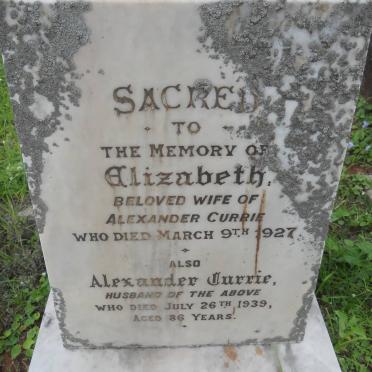 SACRED
TO
THE MEMORY OF
Elizabeth,
BELOVED WIFE OF
ALEXANDER CURRIE
WHO DIED MARCH 9TH 1927
ALSO
Alexander Currie,
HUSBAND OF THE ABOVE
WHO DIED JULY 26TH 1939,
AGED 86 YEARS.